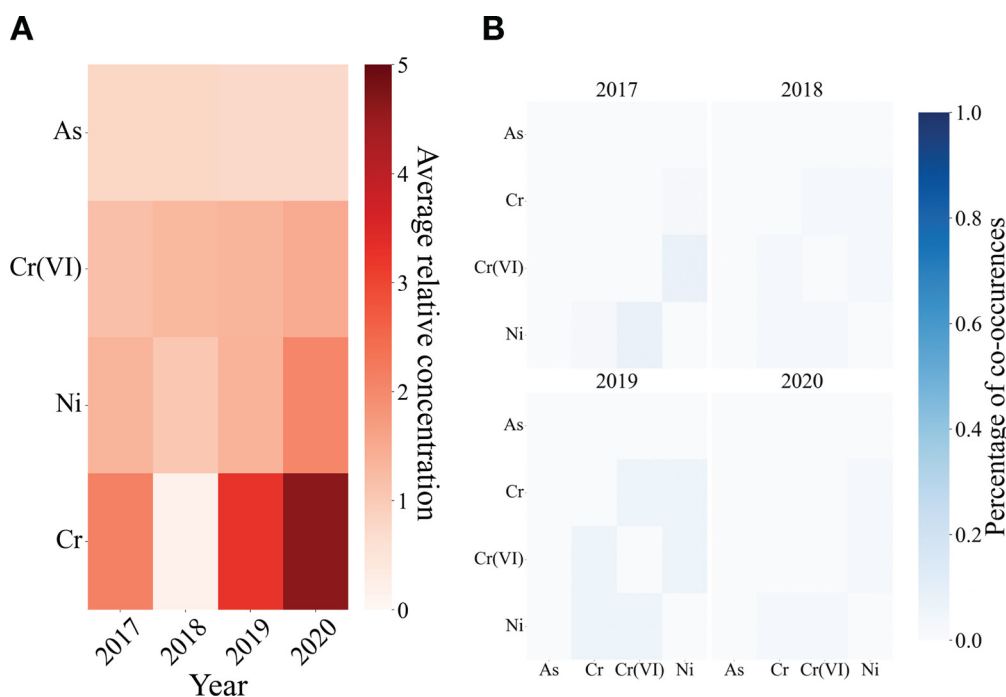 A
As
Cr(VI)
Ni
Cr
2017
2018
2019
2020
Year
5
4
3
2
1
0
Average relative concentration
B
2017
2018
As
Cr
Cr(VI)
Ni
2019
2020
As
Cr
Cr(VI)
Ni
As Cr Cr(VI) Ni
As Cr Cr(VI) Ni
1.0
0.8
0.6
0.4
0.2
0.0
Percentage of co-occurences